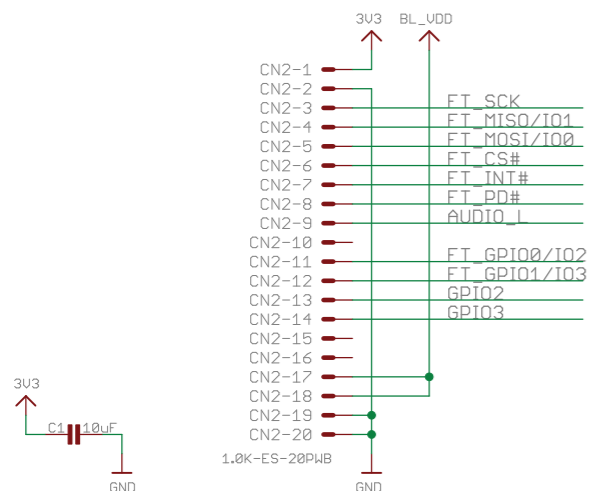 3V3 BL_VDD
CN2-1
CN2-2
CN2-3 FT_SCK
CN2-4 FT_MISO/IO1
CN2-5 FT_MOSI/IO0
CN2-6 FT_CS#
CN2-7 FT_INT#
CN2-8 FT_PD#
CN2-9 AUDIO_L
CN2-10
CN2-11 FT_GPIO0/IO2
CN2-12 FT_GPIO1/IO3
CN2-13 GPIO2
CN2-14 GPIO3
CN2-15
CN2-16
CN2-17
CN2-18
CN2-19
CN2-20
1.0K-ES-20PWB
GND
3V3
C1 10uF
GND